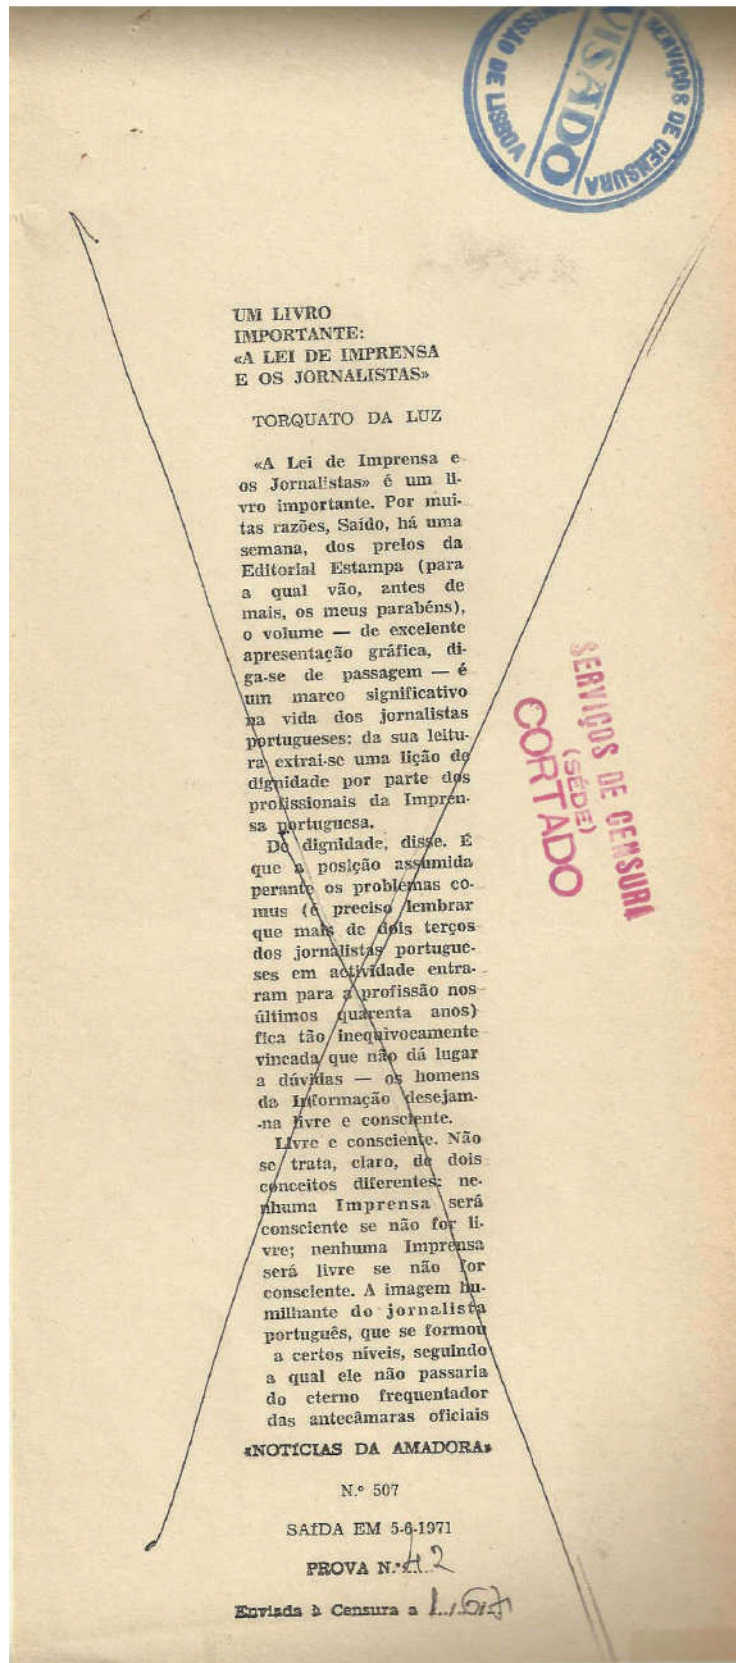 COMISSÃO DE LISBOA
VISADO
SERVIÇOS DE CENSURA
UM LIVRO
IMPORTANTE:
«A LEI DE IMPRENSA
E OS JORNALISTAS»
TORQUATO DA LUZ
«A Lei de Imprensa e
os Jornalistas» é um li-
vro importante. Por mui-
tas razões, Saído, há uma
semana, dos prelos da
Editorial Estampa (para
a qual vão, antes de
mais, os meus parabéns),
o volume — de excelente
apresentação gráfica, di-
ga-se de passagem — é
um marco significativo
na vida dos jornalistas
portugueses: da sua leitu-
ra extrai-se uma lição de
dignidade por parte dos
profissionais da Impren-
sa portuguesa.
De dignidade, disse. É
que a posição assumida
perante os problemas co-
mus (é preciso lembrar
que mais de dois terços
dos jornalistas portugue-
ses em actividade entra-
ram para a profissão nos
últimos quarenta anos)
fica tão inequivocamente
vincada que não dá lugar
a dúvidas — os homens
da Informação desejam-
-na livre e consciente.
Livre e consciente. Não
se trata, claro, de dois
conceitos diferentes: ne-
nhuma Imprensa será
consciente se não for li-
vre; nenhuma Imprensa
será livre se não for
consciente. A imagem hu-
milhante do jornalista
português, que se formou
a certos níveis, seguindo
a qual ele não passaria
do eterno frequentador
das antecâmaras oficiais
SERVIÇOS DE CENSURA
(SÉDE)
CORTADO
«NOTÍCIAS DA AMADORA»
N.º 507
SAÍDA EM 5-6-1971
PROVA N.º 42
Enviada à Censura a